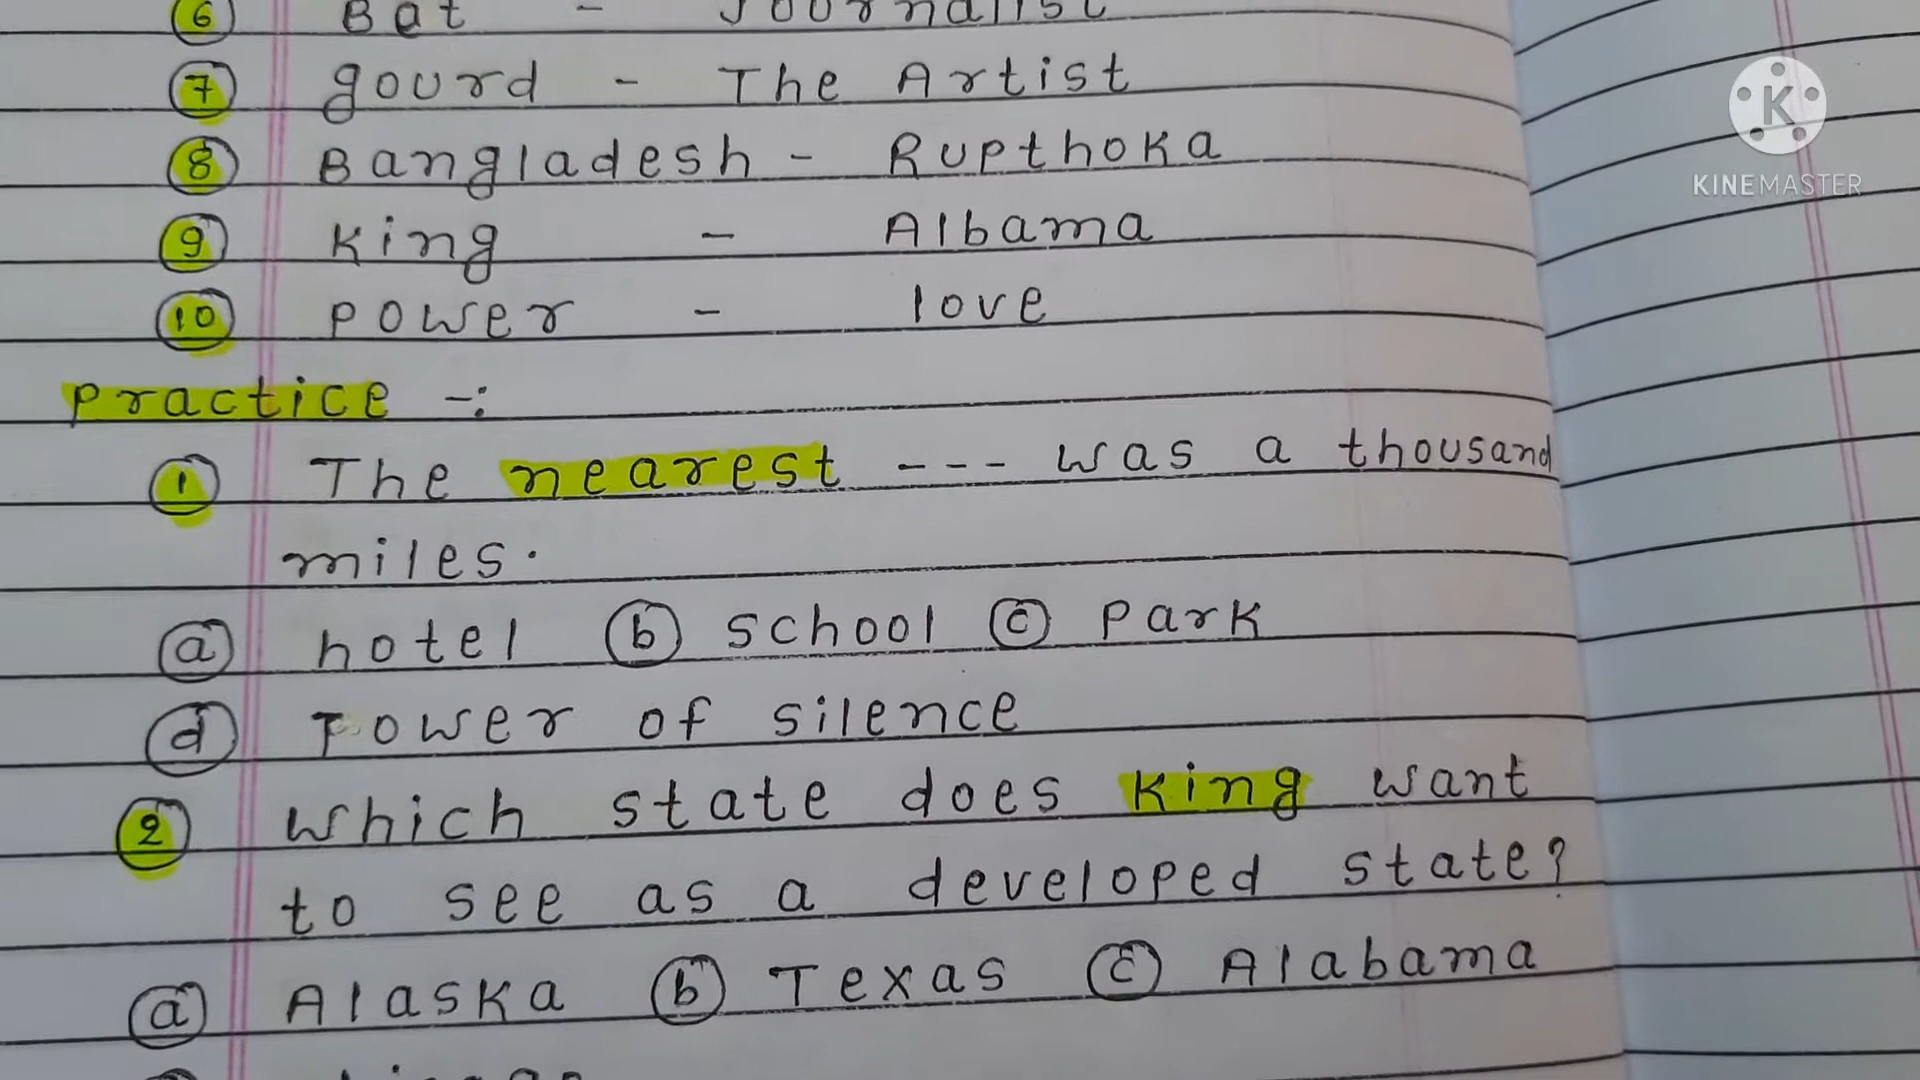 6 Bat - Journalist
7 gourd - The Artist
8 Bangladesh - Rupthoka
9 King - Albama
10 Power - love
Practice -:
1 The nearest --- was a thousand
miles.
a hotel b school c Park
d Tower of silence
2 Which state does King want
to see as a developed state?
a Alaska b Texas c Alabama
K
KINEMASTER